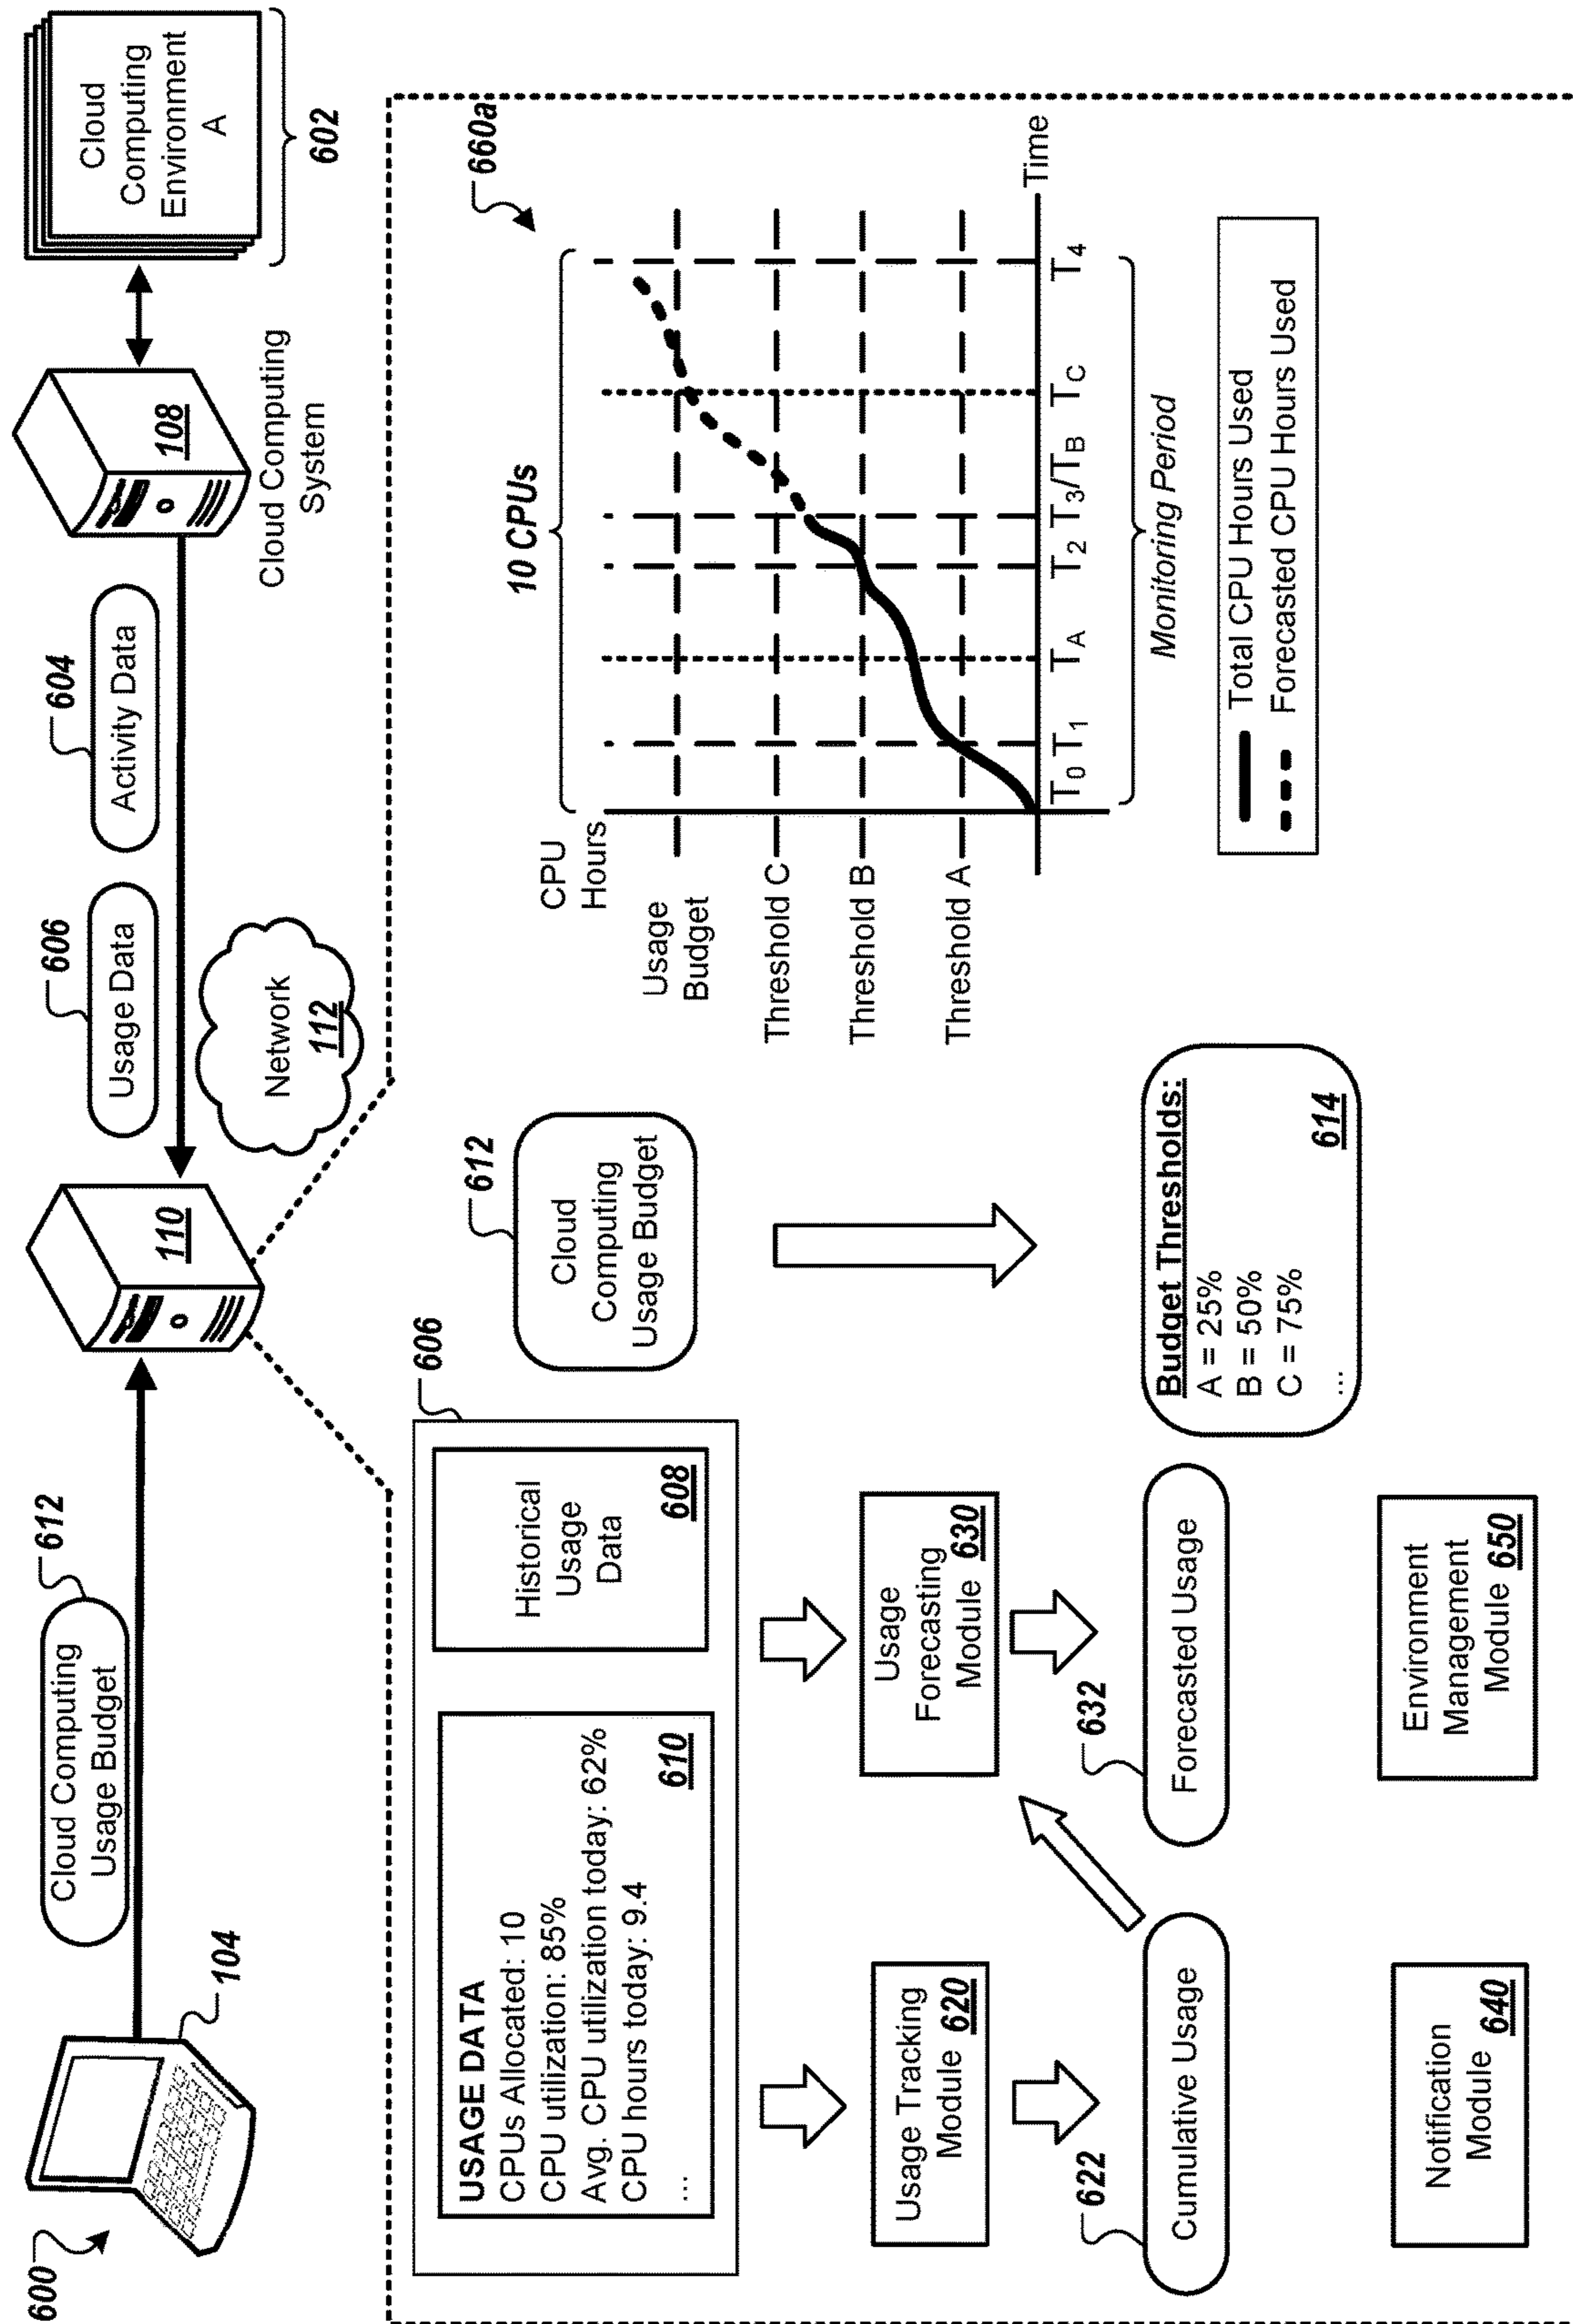 600
104
Cloud Computing
Usage Budget
612
110
Usage Data
606
Activity Data
604
Network
112
108
Cloud Computing
System
Cloud
Computing
Environment
A
602
606
USAGE DATA
CPUs Allocated: 10
CPU utilization: 85%
Avg. CPU utilization today: 62%
CPU hours today: 9.4
...
610
Historical
Usage
Data
608
612
Cloud
Computing
Usage Budget
Usage Tracking
Module 620
Usage
Forecasting
Module 630
622
Cumulative Usage
632
Forecasted Usage
Budget Thresholds:
A = 25%
B = 50%
C = 75%
...
614
Notification
Module 640
Environment
Management
Module 650
660a
10 CPUs
CPU
Hours
Usage
Budget
Threshold C
Threshold B
Threshold A
T0 T1 TA T2 T3/TB TC T4
Time
Monitoring Period
Total CPU Hours Used
Forecasted CPU Hours Used